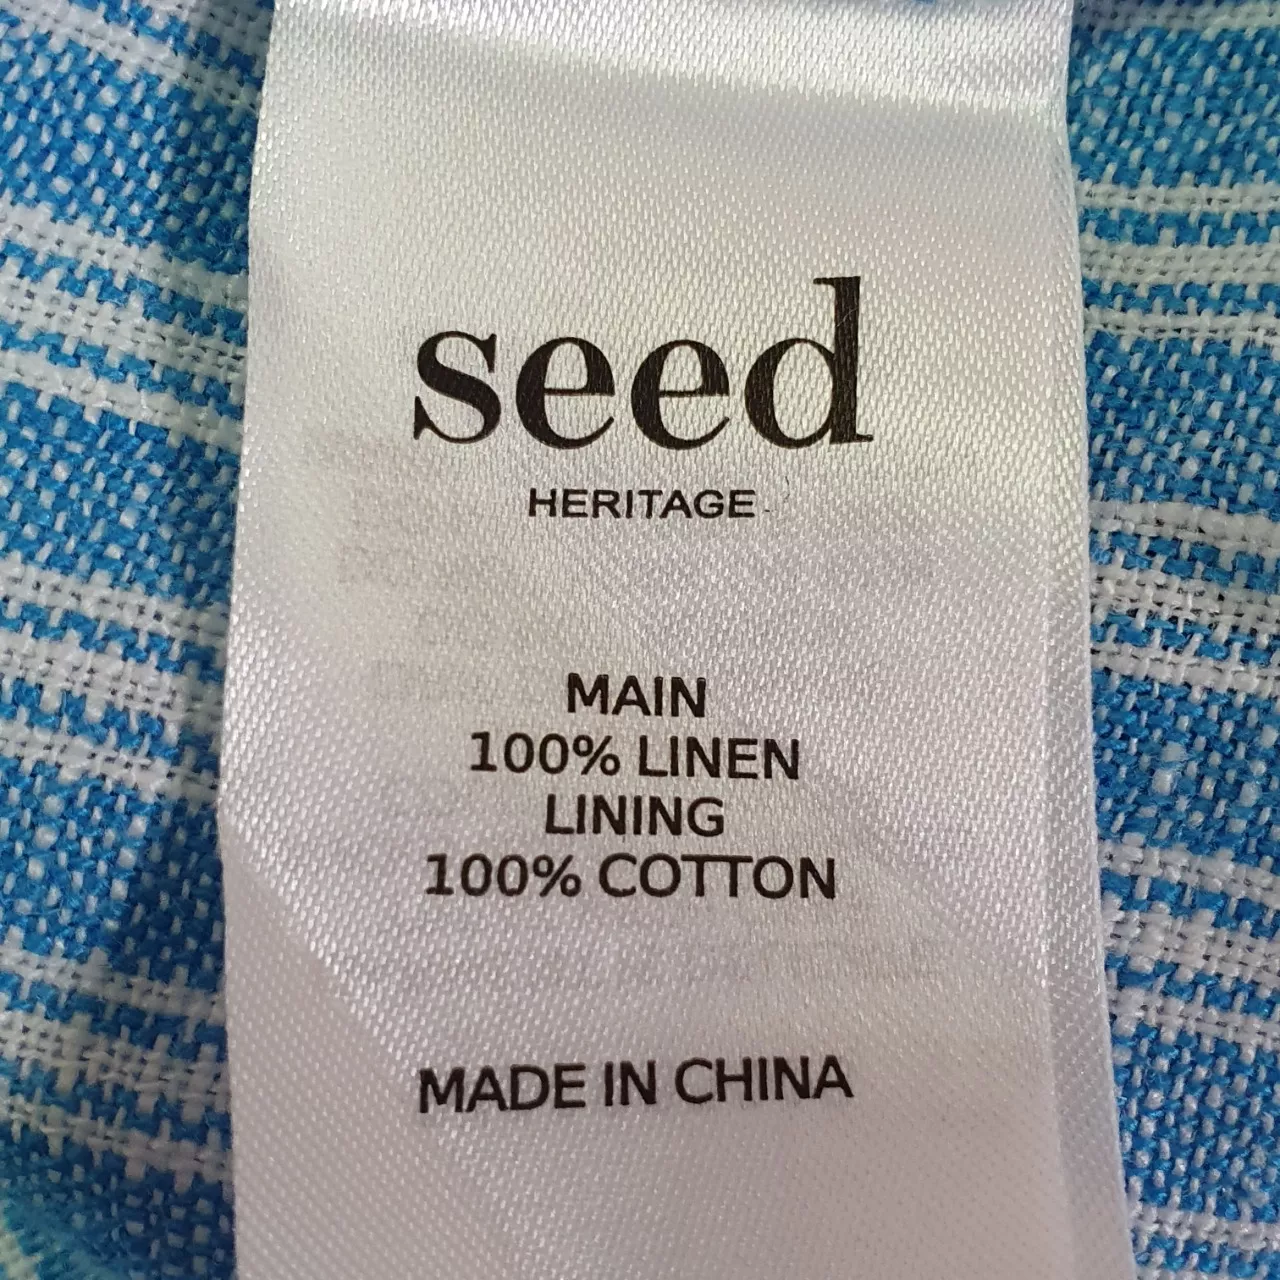 seed
HERITAGE
MAIN
100% LINEN
LINING
100% COTTON
MADE IN CHINA